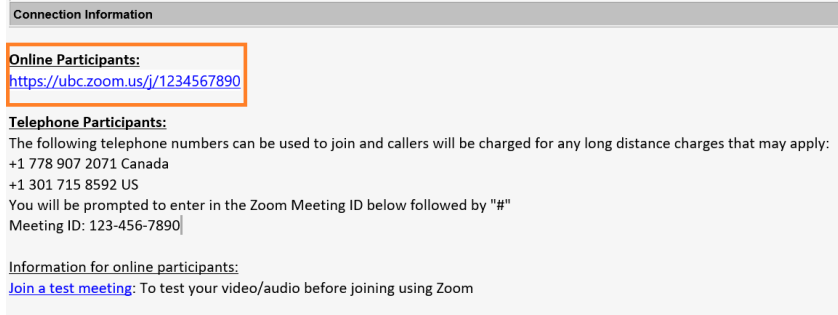 Connection Information
Online Participants:
https://ubc.zoom.us/j/1234567890
Telephone Participants:
The following telephone numbers can be used to join and callers will be charged for any long distance charges that may apply:
+1 778 907 2071 Canada
+1 301 715 8592 US
You will be prompted to enter in the Zoom Meeting ID below followed by "#"
Meeting ID: 123-456-7890
Information for online participants:
Join a test meeting: To test your video/audio before joining using Zoom